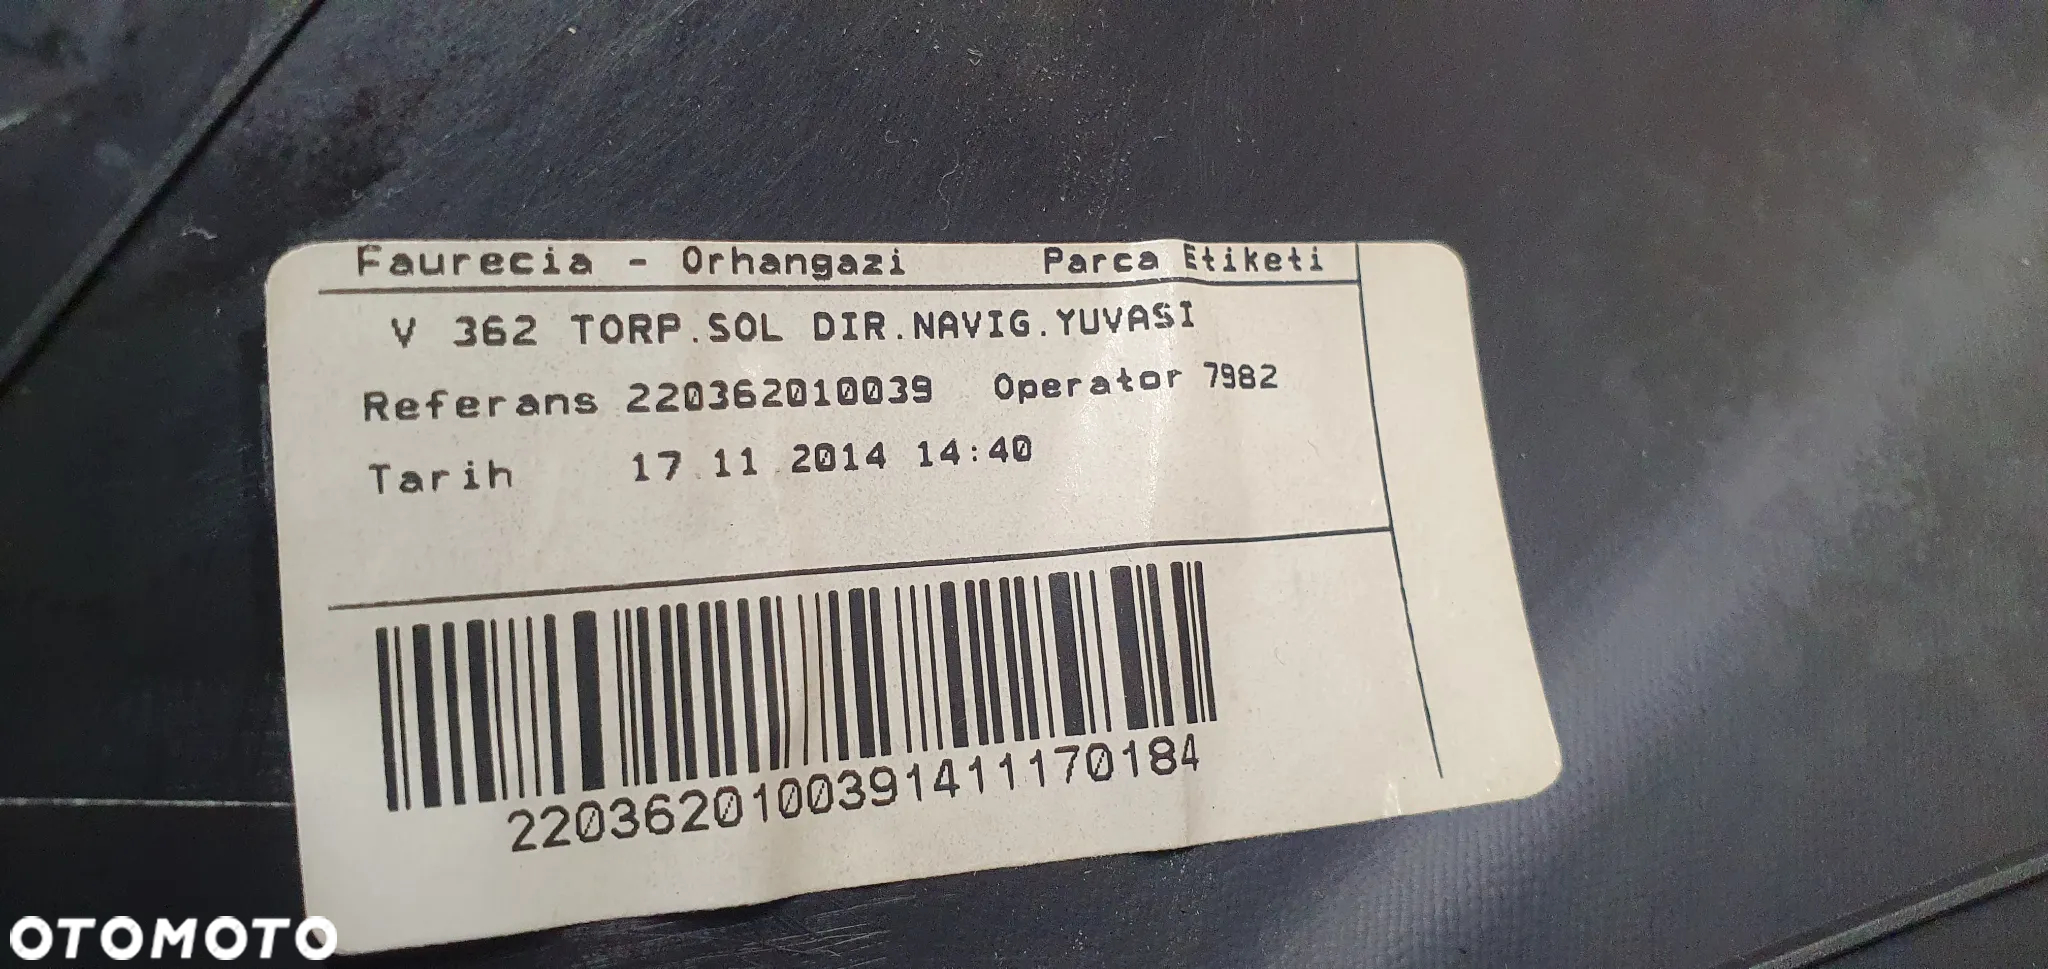 Faurecia - Orhangazi Parca Etiketi
V 362 TORP.SOL DIR.NAVIG.YUVASI
Referans 220362010039 Operator 7982
Tarih 17.11.2014 14:40
2203620100391411170184
OTOMOTO